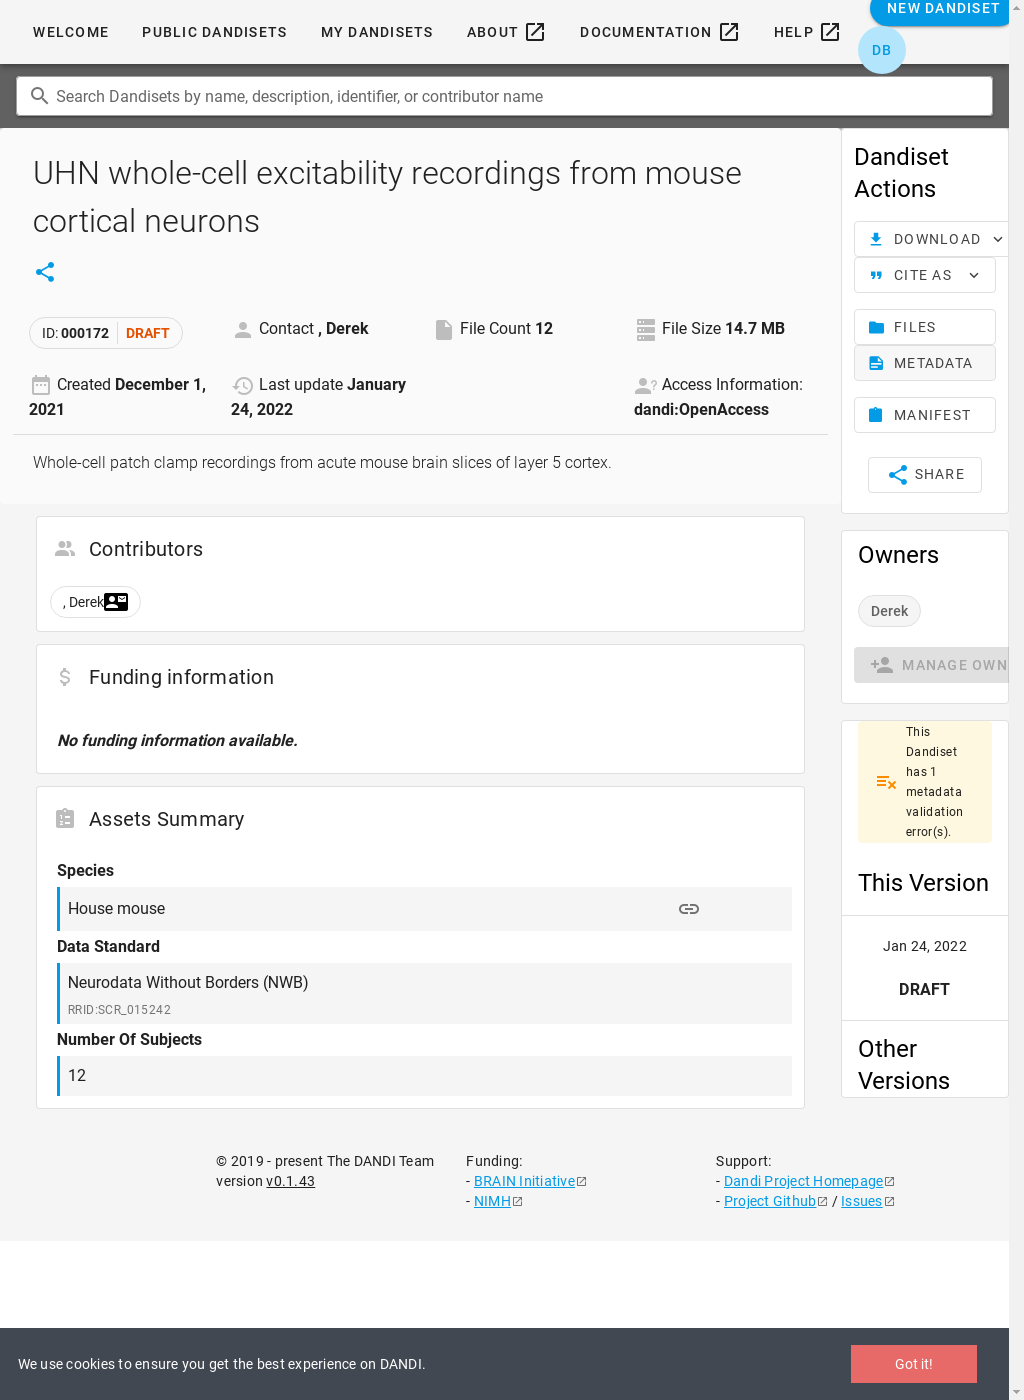 WELCOME PUBLIC DANDISETS MY DANDISETS ABOUT DOCUMENTATION HELP NEW DANDISET
DB
Search Dandisets by name, description, identifier, or contributor name
UHN whole-cell excitability recordings from mouse
cortical neurons
ID: 000172 DRAFT
Contact , Derek
File Count 12
File Size 14.7 MB
Created December 1,
2021
Last update January
24, 2022
Access Information:
dandi:OpenAccess
Whole-cell patch clamp recordings from acute mouse brain slices of layer 5 cortex.
Contributors
, Derek
Funding information
No funding information available.
Assets Summary
Species
House mouse
Data Standard
Neurodata Without Borders (NWB)
RRID:SCR_015242
Number Of Subjects
12
Dandiset
Actions
DOWNLOAD
CITE AS
FILES
METADATA
MANIFEST
SHARE
Owners
Derek
MANAGE OWN
This
Dandiset
has 1
metadata
validation
error(s).
This Version
Jan 24, 2022
DRAFT
Other
Versions
© 2019 - present The DANDI Team
version v0.1.43
Funding:
- BRAIN Initiative
- NIMH
Support:
- Dandi Project Homepage
- Project Github / Issues
We use cookies to ensure you get the best experience on DANDI.
Got it!